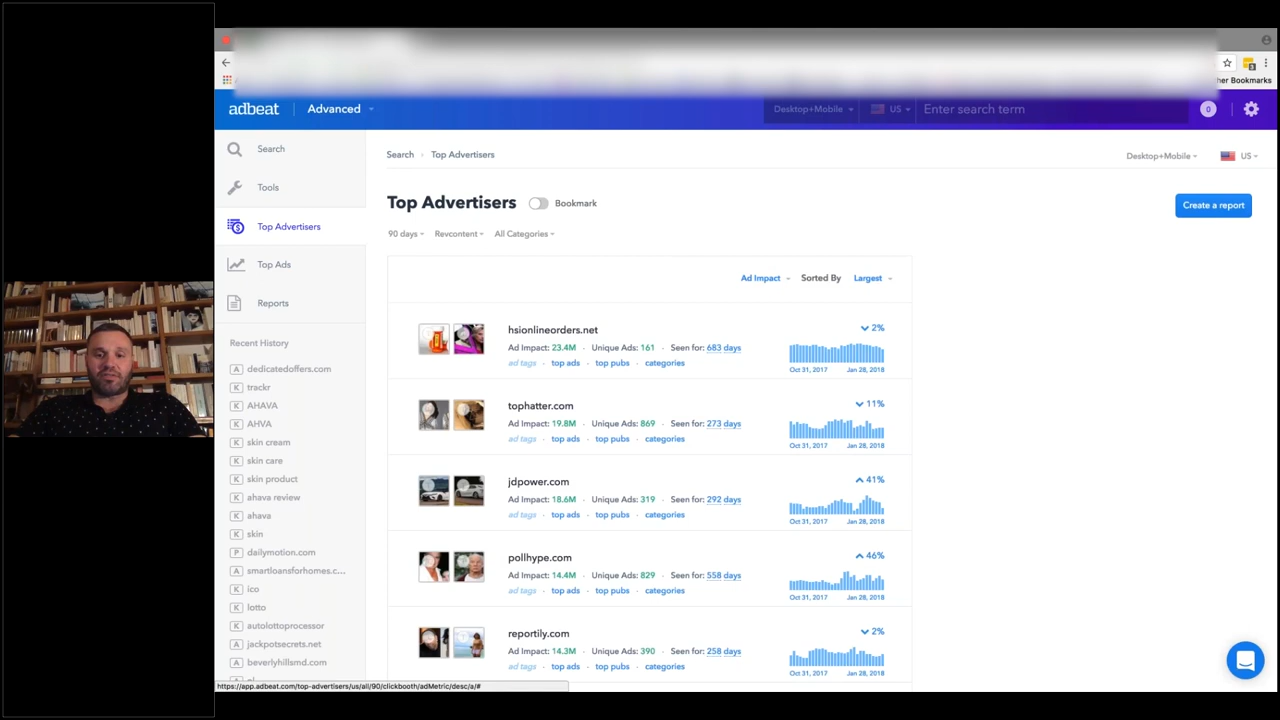 her Bookmarks
adbeat Advanced Desktop+Mobile US Enter search term 0
Search
Tools
Top Advertisers
Top Ads
Reports
Recent History
A dedicatedoffers.com
K trackr
K AHAVA
K AHVA
K skin cream
K skin care
K skin product
K ahava review
K ahava
K skin
P dailymotion.com
A smartloansforhomes.c...
K ico
K lotto
K autolottoprocessor
A jackpotsecrets.net
A beverlyhillsmd.com
Search › Top Advertisers Desktop+Mobile US
Top Advertisers Bookmark Create a report
90 days Revcontent All Categories
Ad Impact Sorted By Largest
hsionlineorders.net 2%
Ad Impact: 23.4M · Unique Ads: 161 · Seen for: 683 days
ad tags · top ads · top pubs · categories Oct 31, 2017 Jan 28, 2018
tophatter.com 11%
Ad Impact: 19.8M · Unique Ads: 869 · Seen for: 273 days
ad tags · top ads · top pubs · categories Oct 31, 2017 Jan 28, 2018
jdpower.com 41%
Ad Impact: 18.6M · Unique Ads: 319 · Seen for: 292 days
ad tags · top ads · top pubs · categories Oct 31, 2017 Jan 28, 2018
pollhype.com 46%
Ad Impact: 14.4M · Unique Ads: 829 · Seen for: 558 days
ad tags · top ads · top pubs · categories Oct 31, 2017 Jan 28, 2018
reportily.com 2%
Ad Impact: 14.3M · Unique Ads: 390 · Seen for: 258 days
ad tags · top ads · top pubs · categories Oct 31, 2017 Jan 28, 2018
https://app.adbeat.com/top-advertisers/us/all/90/clickbooth/adMetric/desc/a/#